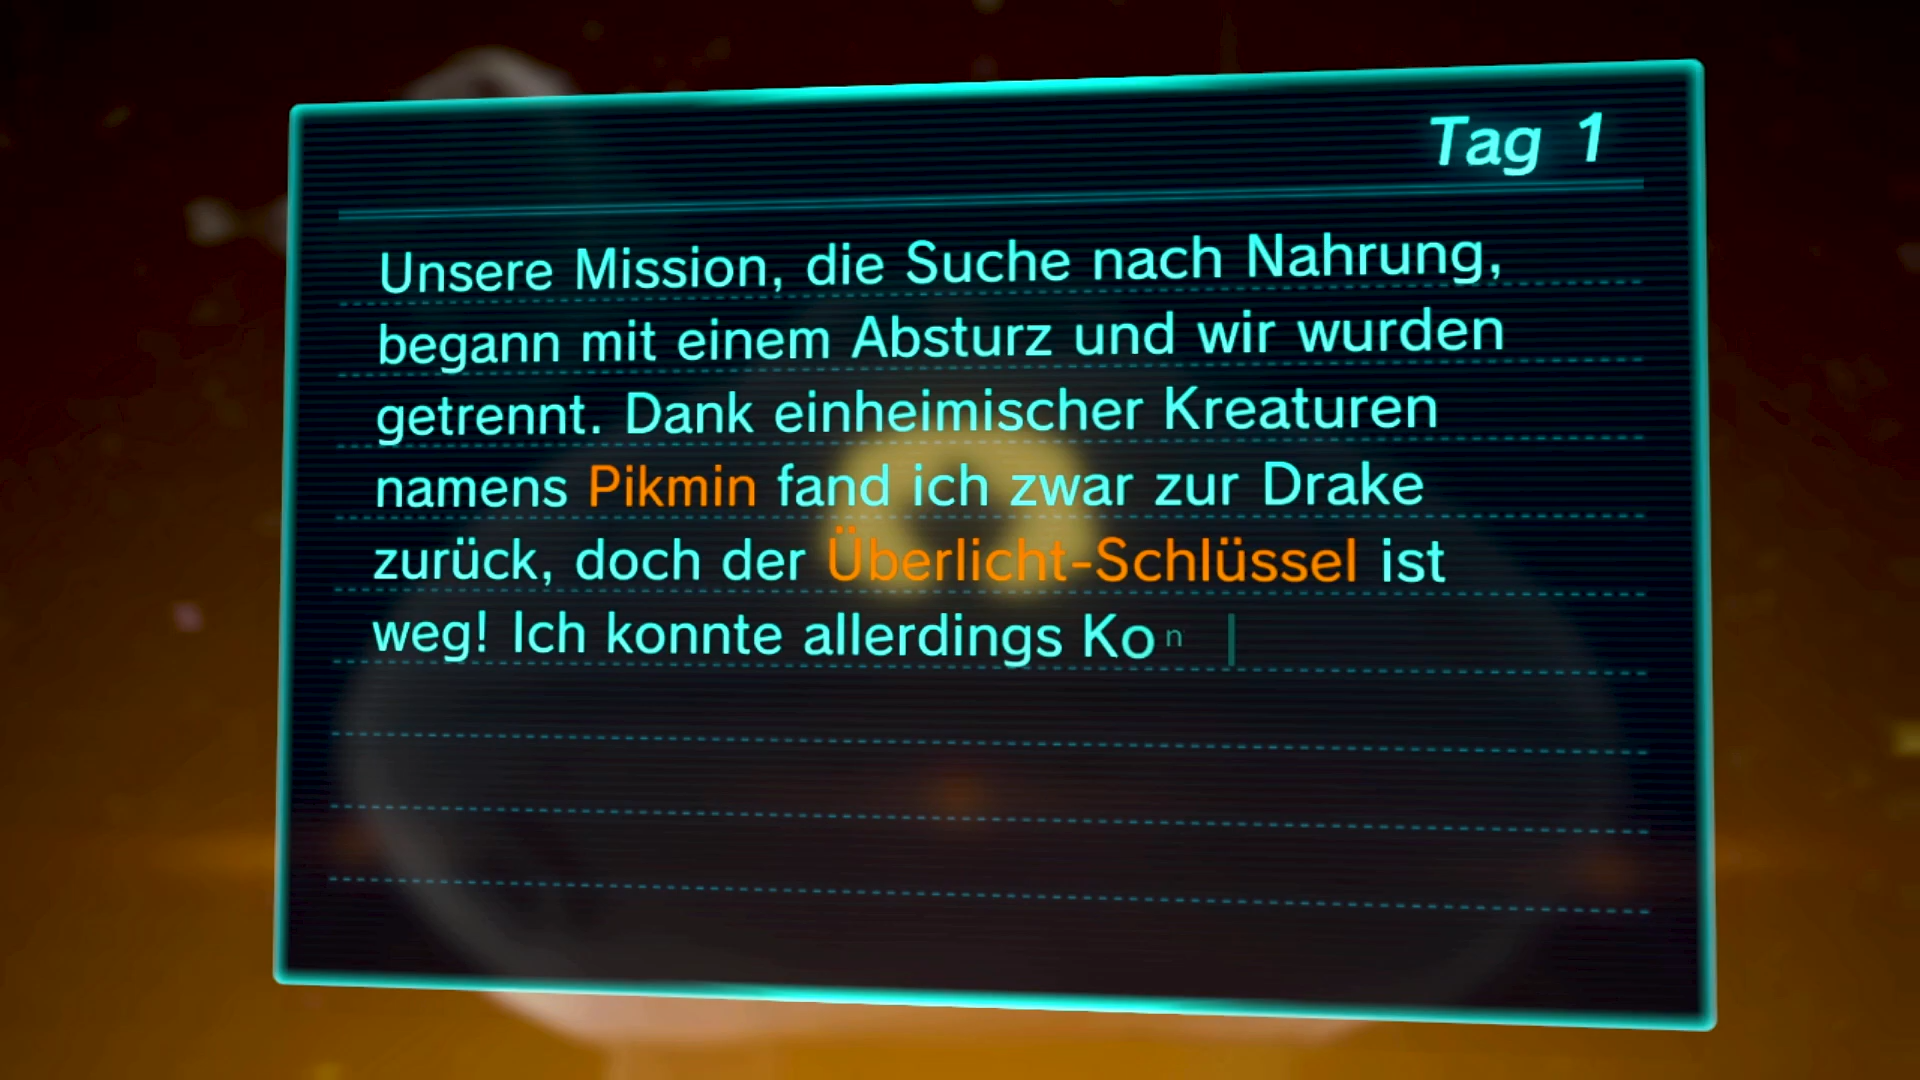 Tag 1
Unsere Mission, die Suche nach Nahrung,
begann mit einem Absturz und wir wurden
getrennt. Dank einheimischer Kreaturen
namens Pikmin fand ich zwar zur Drake
zurück, doch der Überlicht-Schlüssel ist
weg! Ich konnte allerdings Kon